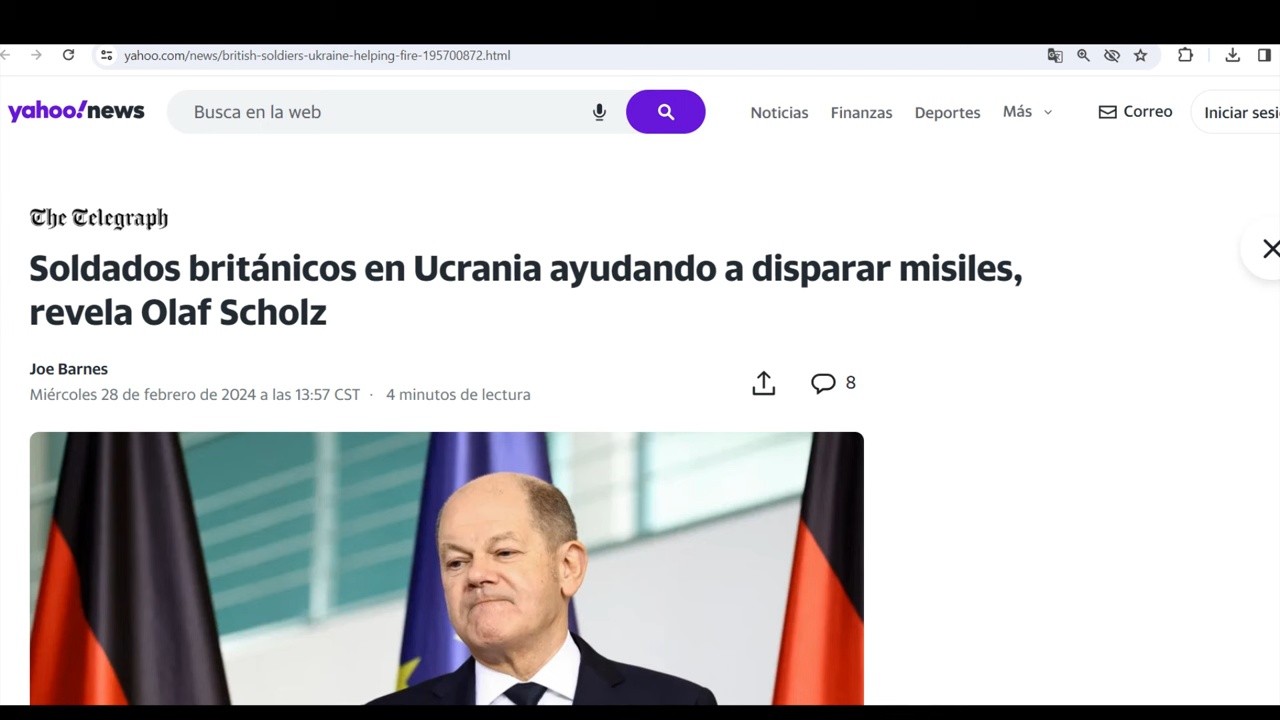 yahoo.com/news/british-soldiers-ukraine-helping-fire-195700872.html
yahoo!news
Busca en la web
Noticias
Finanzas
Deportes
Más
Correo
Iniciar sesi
The Telegraph
Soldados británicos en Ucrania ayudando a disparar misiles,
revela Olaf Scholz
Joe Barnes
Miércoles 28 de febrero de 2024 a las 13:57 CST · 4 minutos de lectura
8